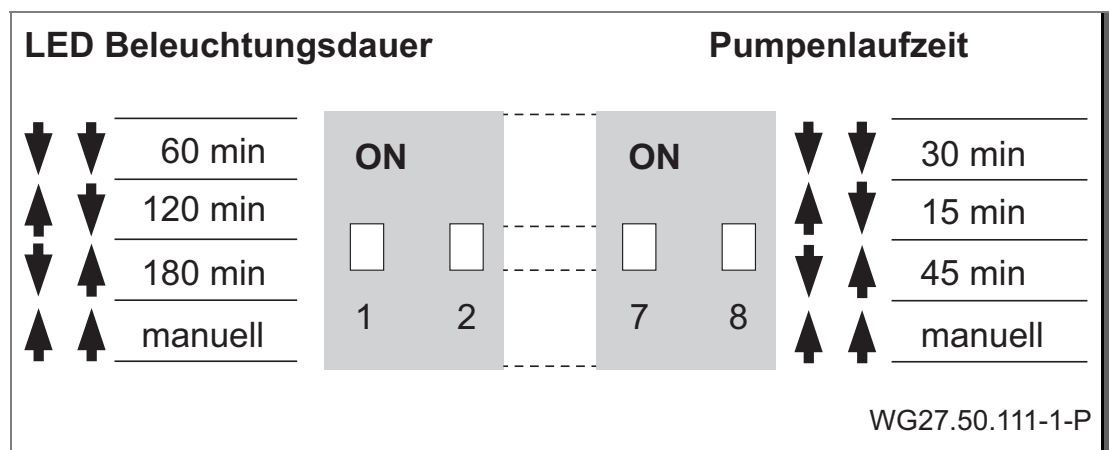 LED Beleuchtungsdauer Pumpenlaufzeit
60 min ON ON 30 min
120 min 15 min
180 min 45 min
manuell 1 2 7 8 manuell
WG27.50.111-1-P